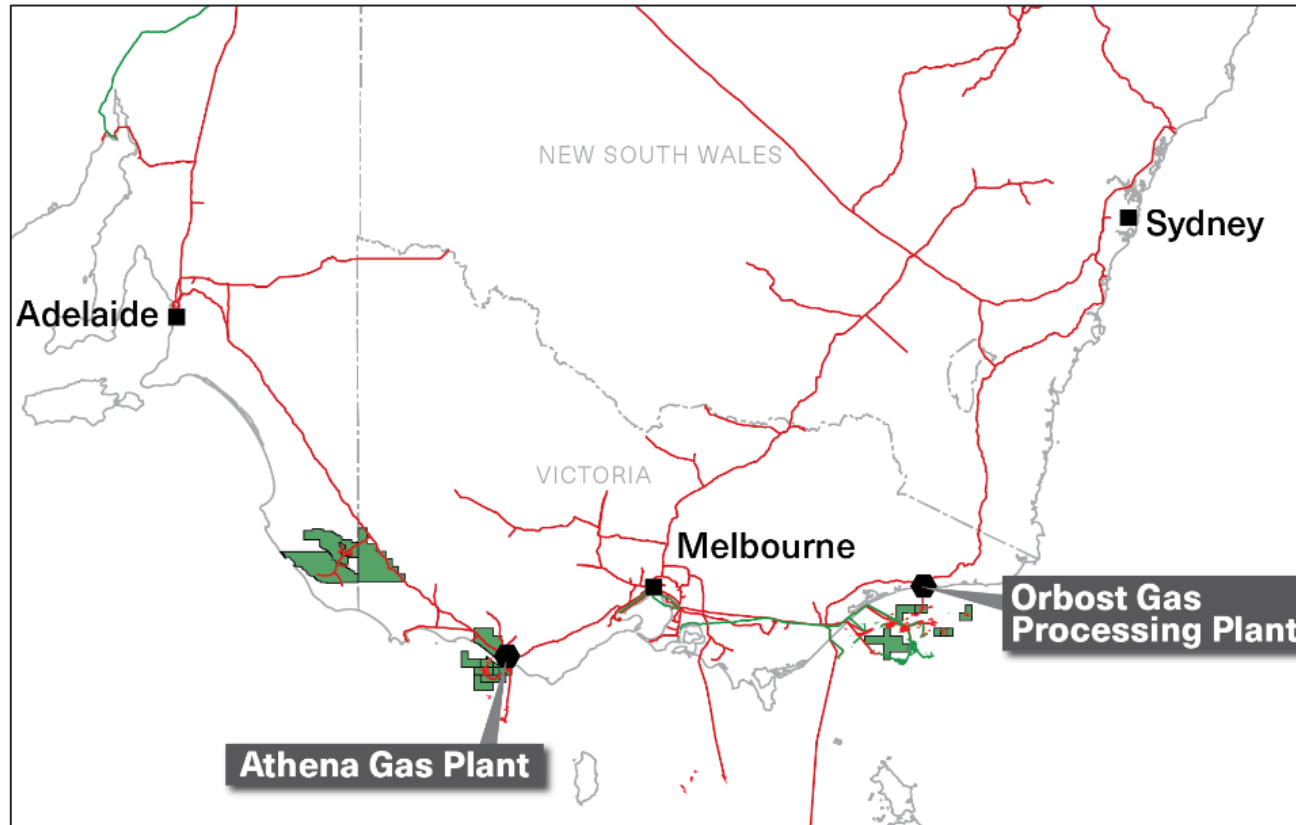 NEW SOUTH WALES
Sydney
Adelaide
VICTORIA
Melbourne
Orbost Gas
Processing Plant
Athena Gas Plant